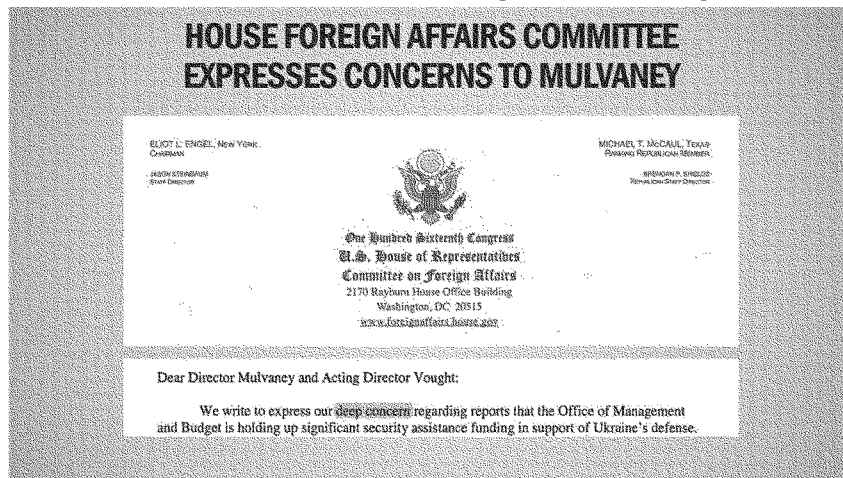 HOUSE FOREIGN AFFAIRS COMMITTEE
EXPRESSES CONCERNS TO MULVANEY
ELIOT L. ENGEL, New York
Chairman
JASON STEINBAUM
Staff Director
MICHAEL T. McCAUL, Texas
Ranking Republican Member
BRENDAN P. SHIELDS
Republican Staff Director
One Hundred Sixteenth Congress
U.S. House of Representatives
Committee on Foreign Affairs
2170 Rayburn House Office Building
Washington, DC 20515
www.foreignaffairs.house.gov
Dear Director Mulvaney and Acting Director Vought:
We write to express our deep concern regarding reports that the Office of Management
and Budget is holding up significant security assistance funding in support of Ukraine's defense.